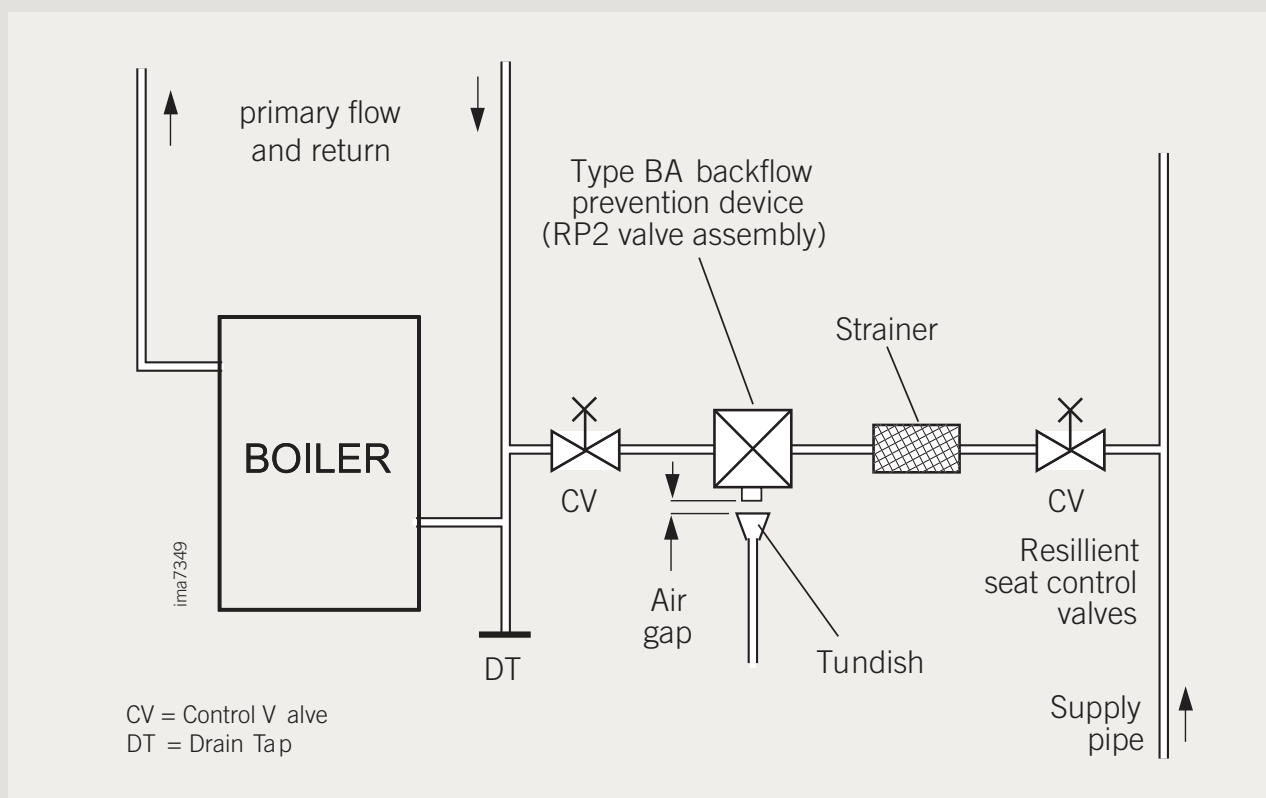 primary flow
and return
Type BA backflow
prevention device
(RP2 valve assembly)
Strainer
BOILER
CV
CV
Resillient
seat control
valves
ima7349
Air
gap
Tundish
DT
Supply
pipe
CV = Control V alve
DT = Drain Tap